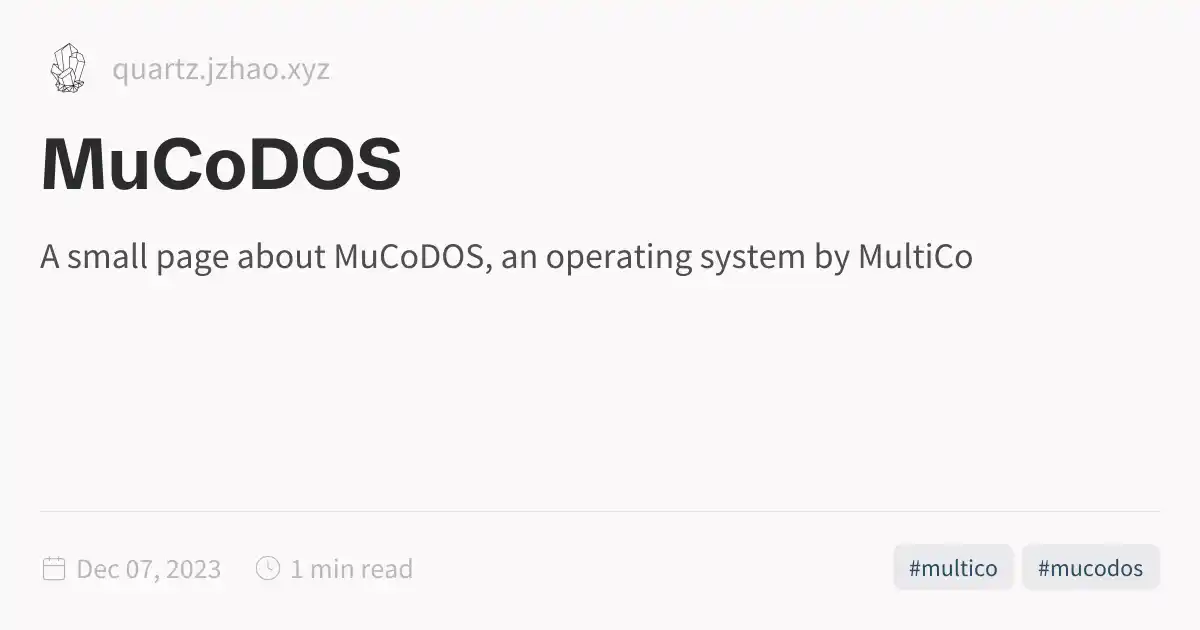 quartz.jzhao.xyz
MuCoDOS
A small page about MuCoDOS, an operating system by MultiCo
Dec 07, 2023 1 min read #multico #mucodos